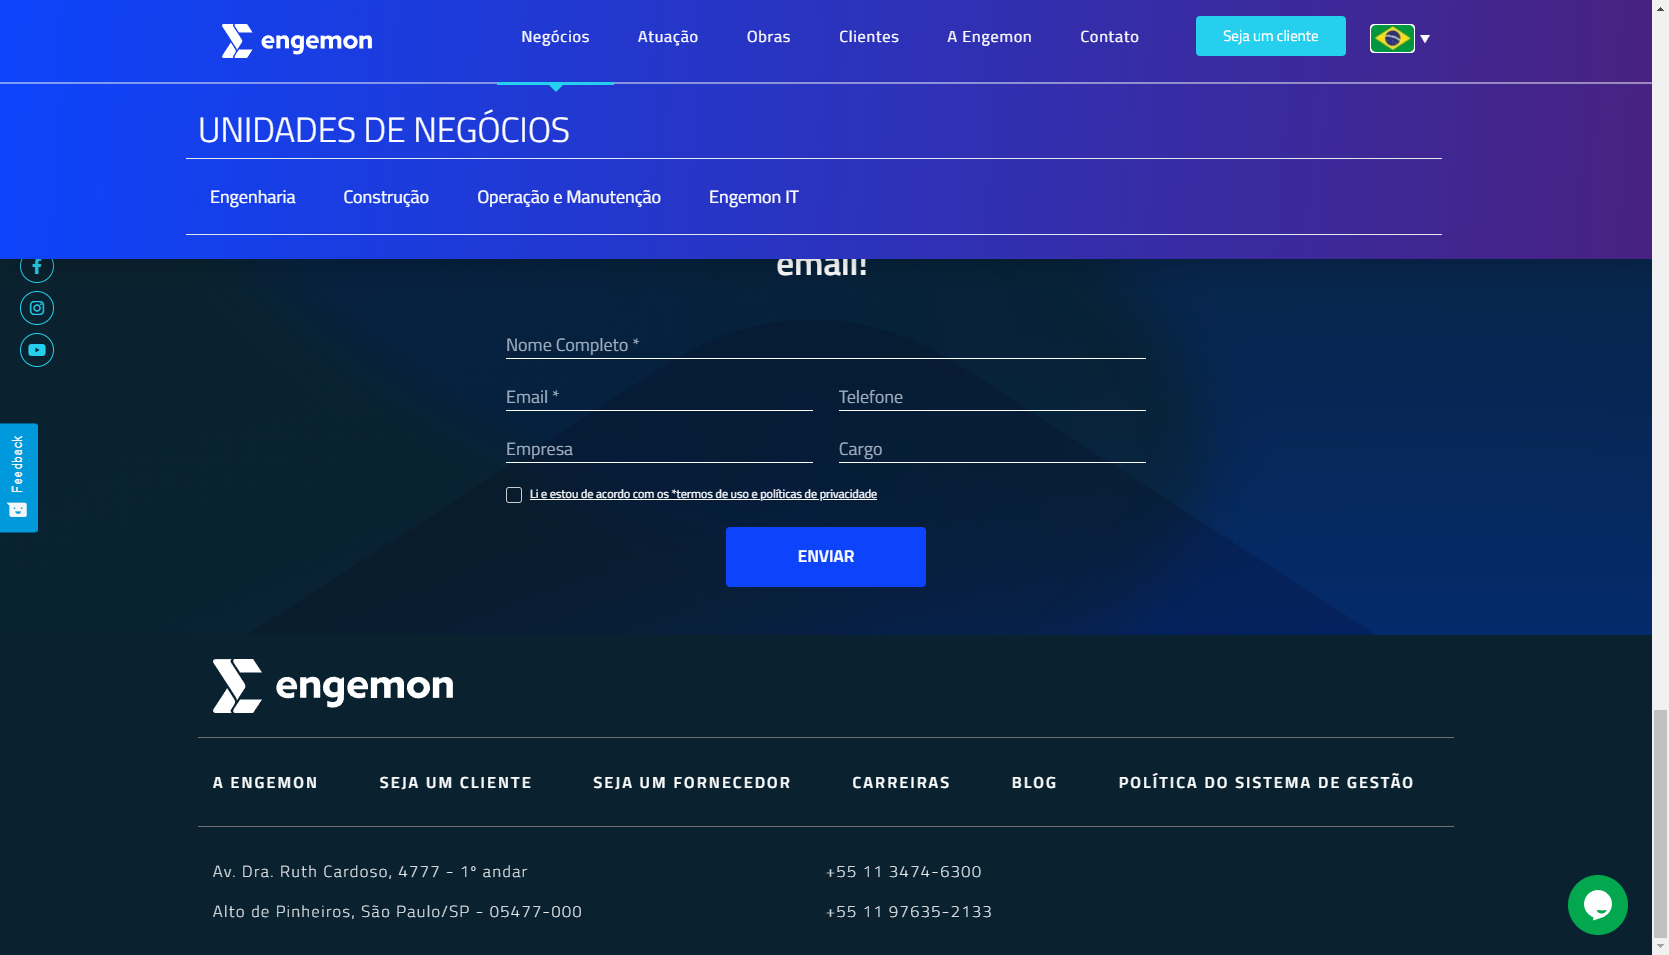 engemon
Negócios Atuação Obras Clientes A Engemon Contato Seja um cliente
UNIDADES DE NEGÓCIOS
Engenharia Construção Operação e Manutenção Engemon IT
email!
Nome Completo *
Email * Telefone
Empresa Cargo
Feedback
Li e estou de acordo com os *termos de uso e políticas de privacidade
ENVIAR
engemon
A ENGEMON SEJA UM CLIENTE SEJA UM FORNECEDOR CARREIRAS BLOG POLÍTICA DO SISTEMA DE GESTÃO
Av. Dra. Ruth Cardoso, 4777 - 1º andar +55 11 3474-6300
Alto de Pinheiros, São Paulo/SP - 05477-000 +55 11 97635-2133